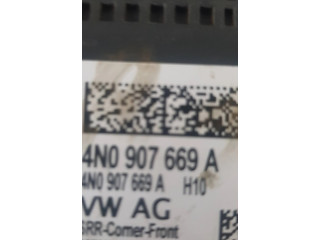 4N0 907 669 A
4N0 907 669 A H10
VW AG
SRR-Corner-Front